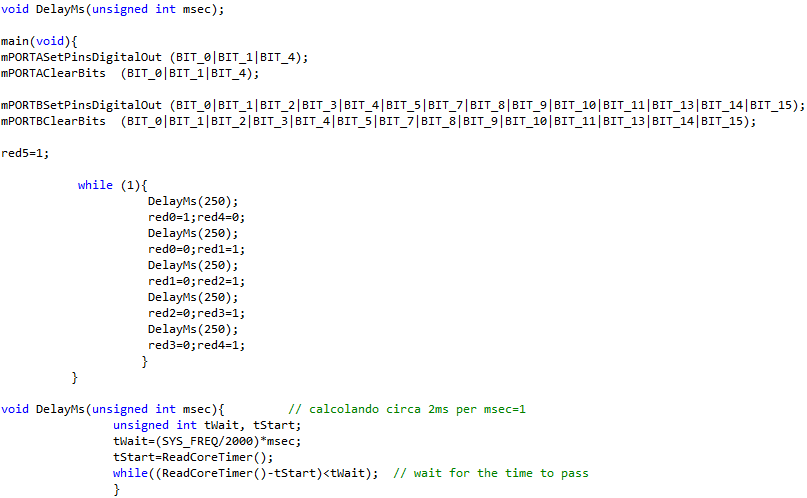 void DelayMs(unsigned int msec);
main(void){
mPORTASetPinsDigitalOut (BIT_0|BIT_1|BIT_4);
mPORTAClearBits  (BIT_0|BIT_1|BIT_4);
mPORTBSetPinsDigitalOut (BIT_0|BIT_1|BIT_2|BIT_3|BIT_4|BIT_5|BIT_7|BIT_8|BIT_9|BIT_10|BIT_11|BIT_13|BIT_14|BIT_15);
mPORTBClearBits  (BIT_0|BIT_1|BIT_2|BIT_3|BIT_4|BIT_5|BIT_7|BIT_8|BIT_9|BIT_10|BIT_11|BIT_13|BIT_14|BIT_15);
red5=1;
while (1){
DelayMs(250);
red0=1;red4=0;
DelayMs(250);
red0=0;red1=1;
DelayMs(250);
red1=0;red2=1;
DelayMs(250);
red2=0;red3=1;
DelayMs(250);
red3=0;red4=1;
}
}
void DelayMs(unsigned int msec){         // calcolando circa 2ms per msec=1
unsigned int tWait, tStart;
tWait=(SYS_FREQ/2000)*msec;
tStart=ReadCoreTimer();
while((ReadCoreTimer()-tStart)<tWait);  // wait for the time to pass
}